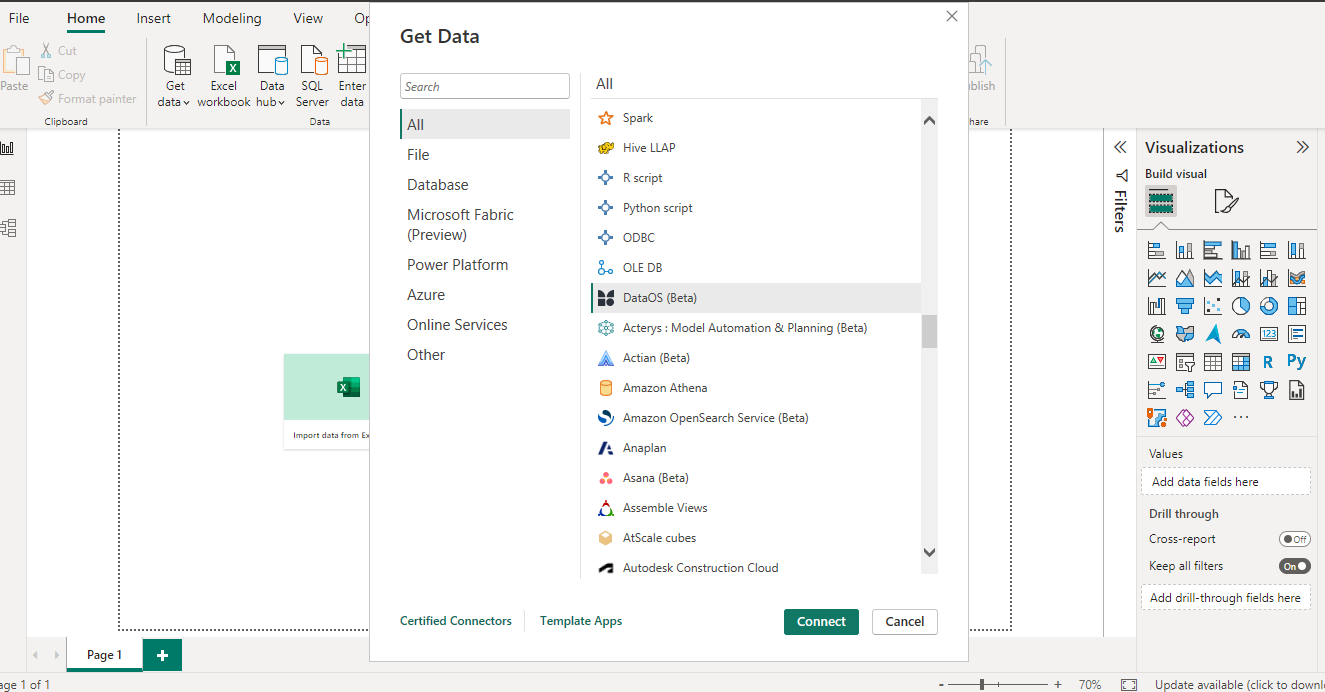 File Home Insert Modeling View Op
Paste
Cut
Copy
Format painter
Clipboard
Get data
Excel workbook
Data hub
SQL Server
Enter data
Data
blish
hare
Get Data
Search
All
File
Database
Microsoft Fabric
(Preview)
Power Platform
Azure
Online Services
Other
All
Spark
Hive LLAP
R script
Python script
ODBC
OLE DB
DataOS (Beta)
Acterys : Model Automation & Planning (Beta)
Actian (Beta)
Amazon Athena
Amazon OpenSearch Service (Beta)
Anaplan
Asana (Beta)
Assemble Views
AtScale cubes
Autodesk Construction Cloud
Certified Connectors
Template Apps
Connect
Cancel
Import data from Ex
Filters
Visualizations
Build visual
123
R
Py
Values
Add data fields here
Drill through
Cross-report
Off
Keep all filters
On
Add drill-through fields here
Page 1
+
age 1 of 1
- + 70%
Update available (click to downl